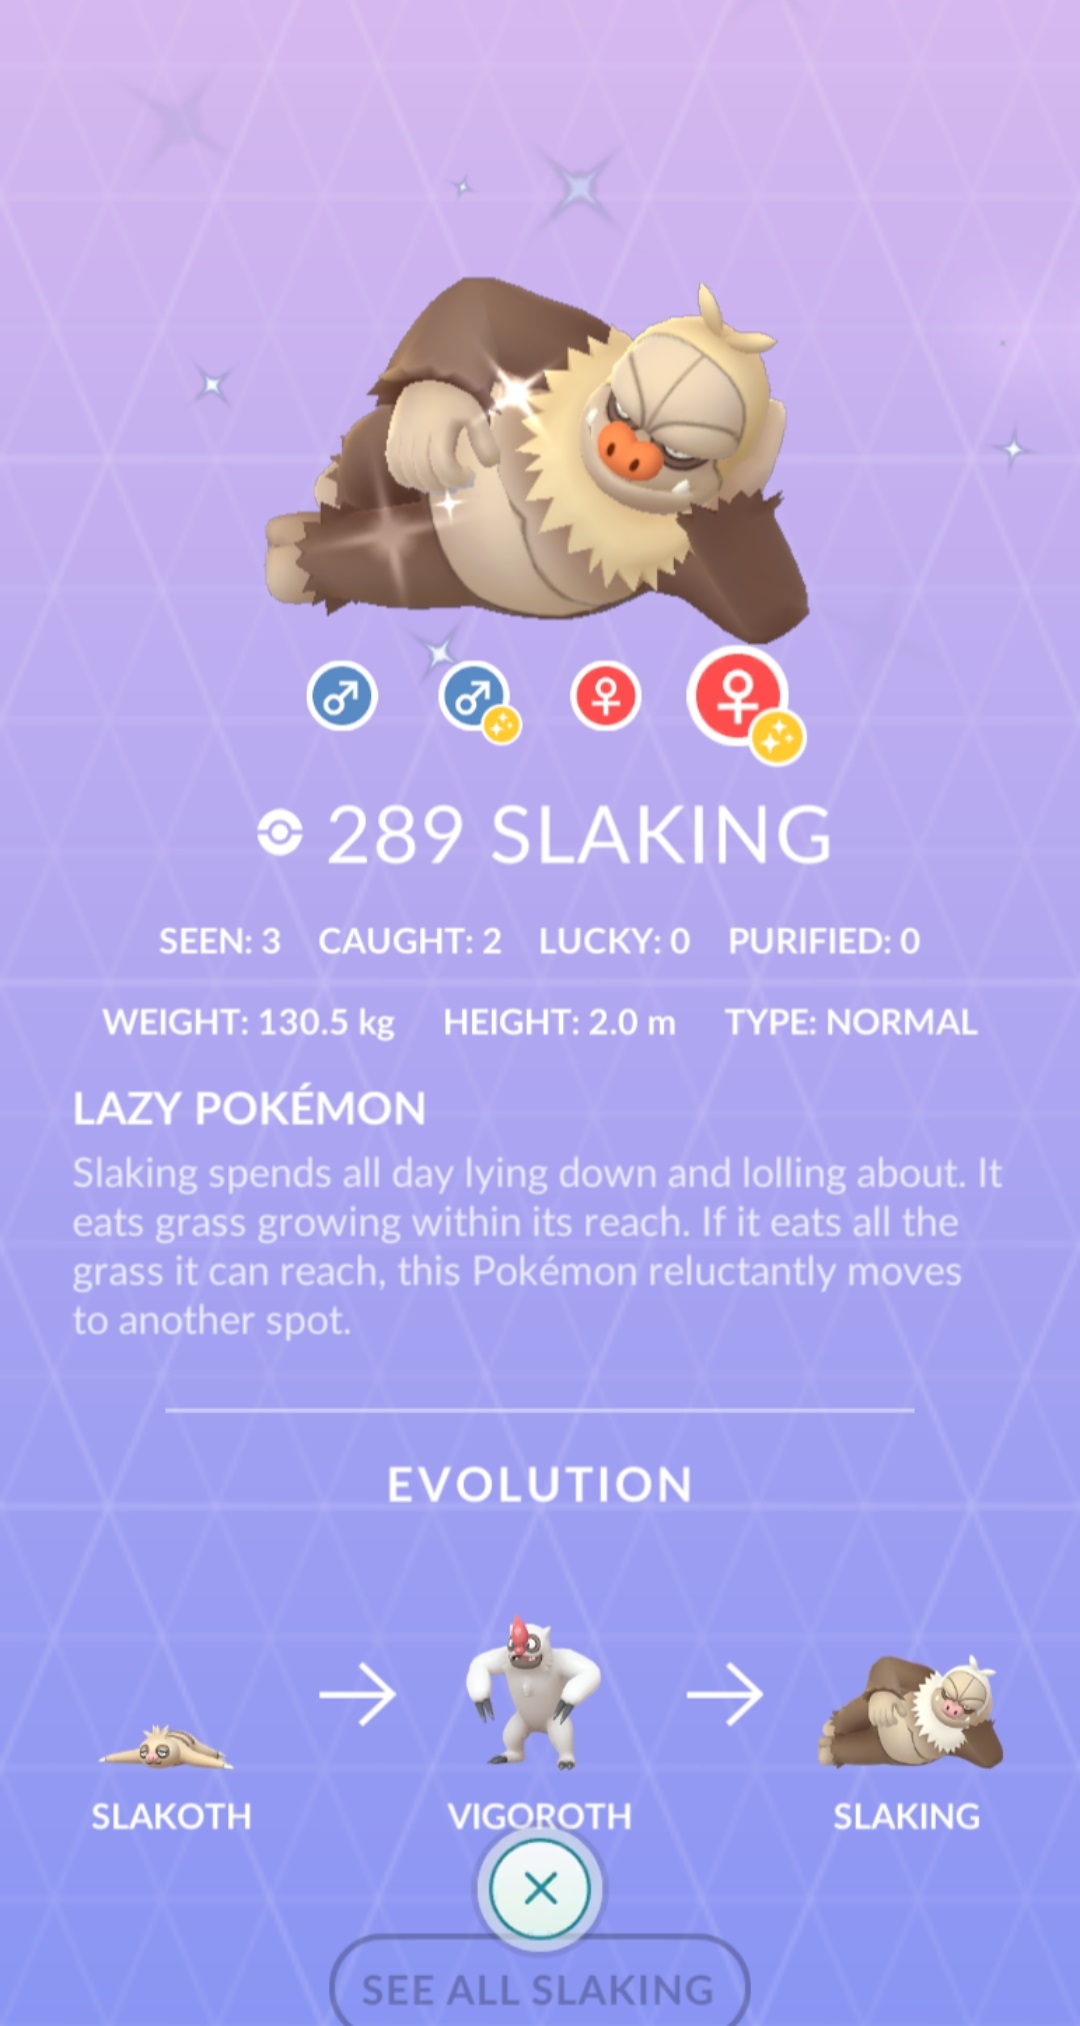 289 SLAKING
SEEN: 3 CAUGHT: 2 LUCKY: 0 PURIFIED: 0
WEIGHT: 130.5 kg HEIGHT: 2.0 m TYPE: NORMAL
LAZY POKÉMON
Slaking spends all day lying down and lolling about. It
eats grass growing within its reach. If it eats all the
grass it can reach, this Pokémon reluctantly moves
to another spot.
EVOLUTION
SLAKOTH VIGOROTH SLAKING
SEE ALL SLAKING